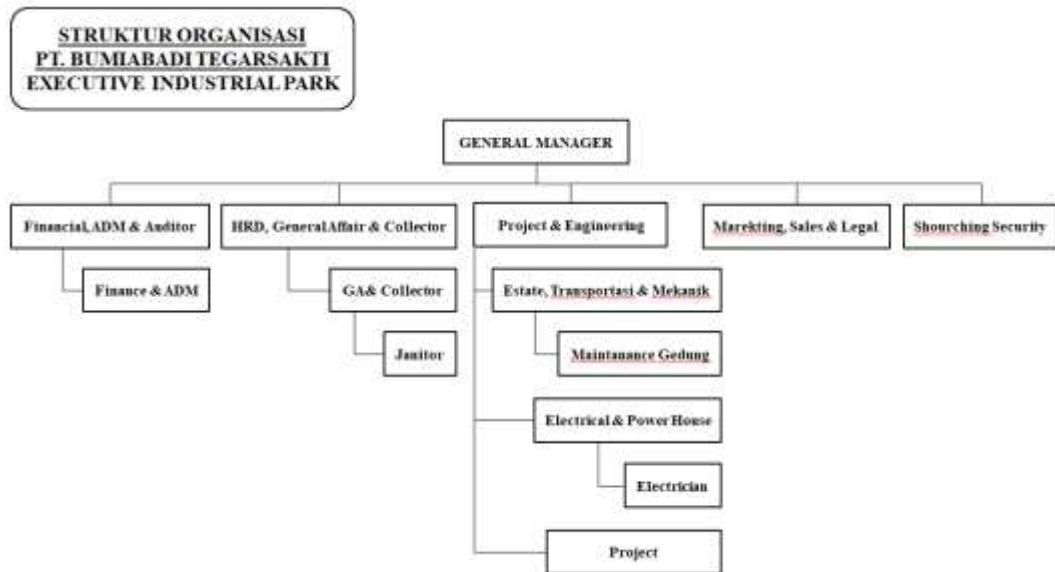 STRUKTUR ORGANISASI
PT. BUMIABADI TEGARSAKTI
EXECUTIVE INDUSTRIAL PARK
GENERAL MANAGER
Financial, ADM & Auditor
HRD, General Affair & Collector
Project & Engineering
Marekting, Sales & Legal
Shourching Security
Finance & ADM
GA & Collector
Estate, Transportasi & Mekanik
Janitor
Maintanance Gedung
Electrical & Power House
Electrician
Project